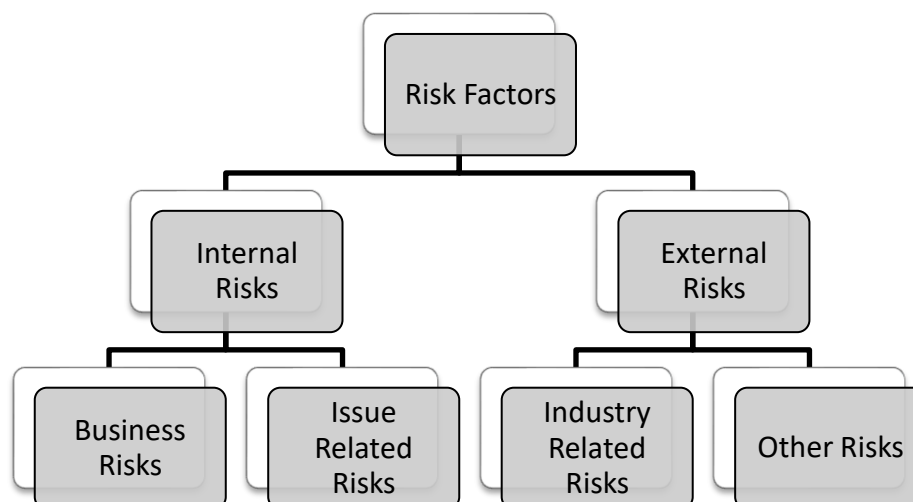 Risk Factors
Internal
Risks
External
Risks
Business
Risks
Issue
Related
Risks
Industry
Related
Risks
Other Risks